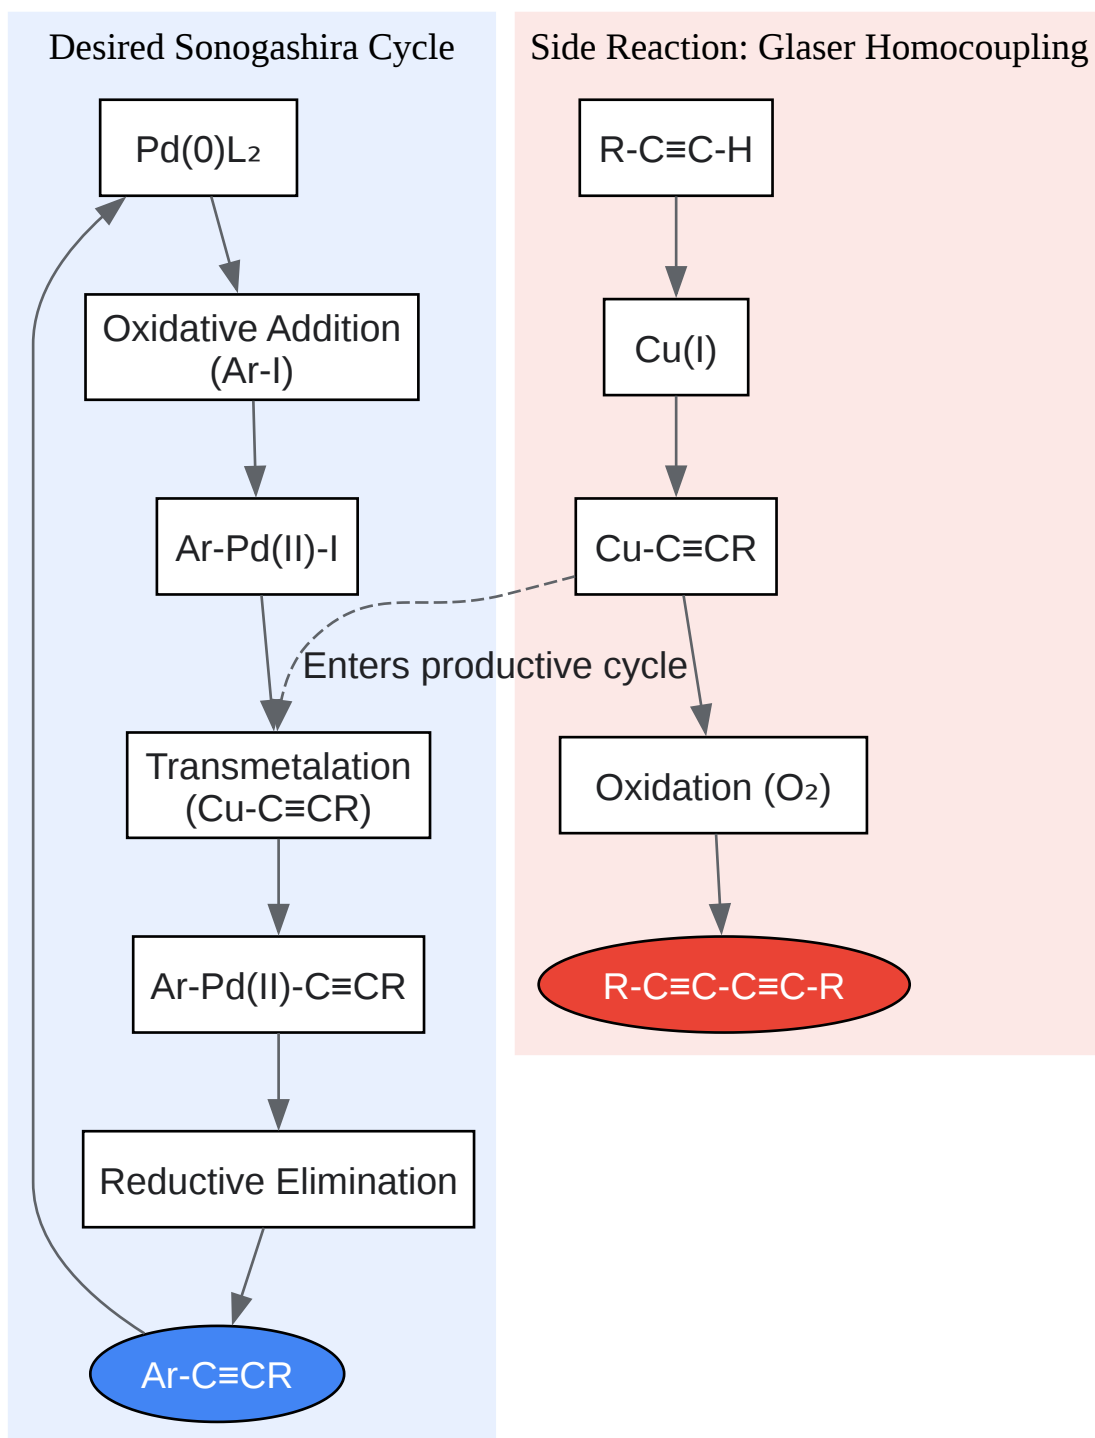 Desired Sonogashira Cycle
Pd(0)L₂
Oxidative Addition
(Ar-I)
Ar-Pd(II)-I
Transmetalation
(Cu-C≡CR)
Ar-Pd(II)-C≡CR
Reductive Elimination
Ar-C≡CR
Side Reaction: Glaser Homocoupling
R-C≡C-H
Cu(I)
Cu-C≡CR
Enters productive cycle
Oxidation (O₂)
R-C≡C-C≡C-R